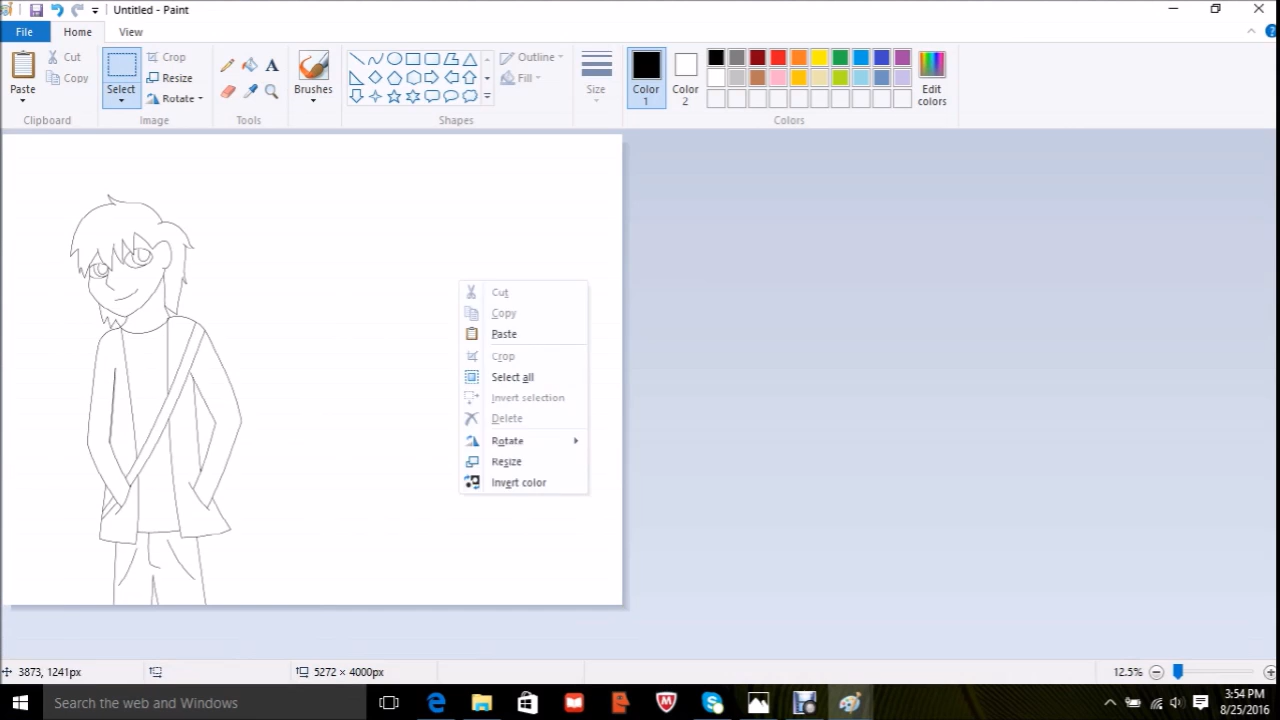 Untitled - Paint
File Home View
Paste Cut Copy
Clipboard
Select Crop Resize Rotate
Image
A
Tools
Brushes
Outline
Fill
Shapes
Size
Color 1
Color 2
Edit colors
Colors
Cut
Copy
Paste
Crop
Select all
Invert selection
Delete
Rotate
Resize
Invert color
3873, 1241px
5272 × 4000px
12.5%
Search the web and Windows
3:54 PM
8/25/2016